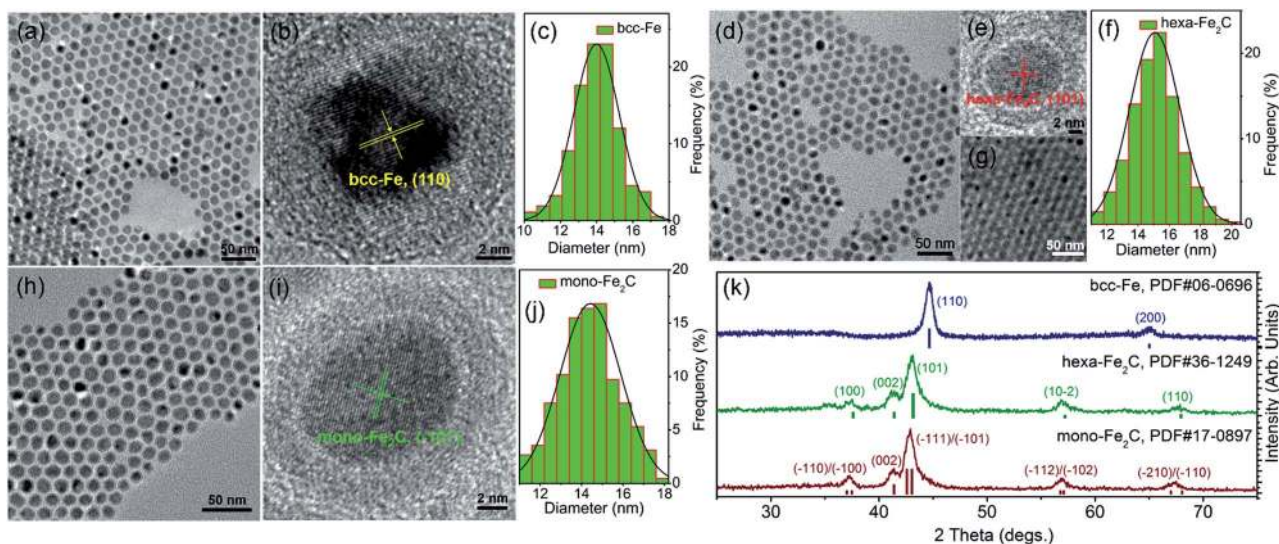 (a)
50 nm
(b)
bcc-Fe, (110)
2 nm
(c)
bcc-Fe
20
10
0
Frequency (%)
10 12 14 16 18
Diameter (nm)
(d)
50 nm
(e)
hexa-Fe₂C, (101)
2 nm
(g)
50 nm
(f)
hexa-Fe₂C
20
10
0
Frequency (%)
12 14 16 18 20
Diameter (nm)
(h)
50 nm
(i)
mono-Fe₂C,
2 nm
(j)
mono-Fe₂C
20
15
10
5
0
Frequency (%)
10 12 14 16 18
Diameter (nm)
(k)
bcc-Fe, PDF#06-0696
(110)
(200)
hexa-Fe₂C, PDF#36-1249
(100)
(002)
(101)
(10-2)
(110)
mono-Fe₂C, PDF#17-0897
(-110)/(-100)
(002)
(-111)/(-101)
(-112)/(-102)
(-210)/(-110)
30 40 50 60 70
2 Theta (degs.)
Intensity (Arb. Units)